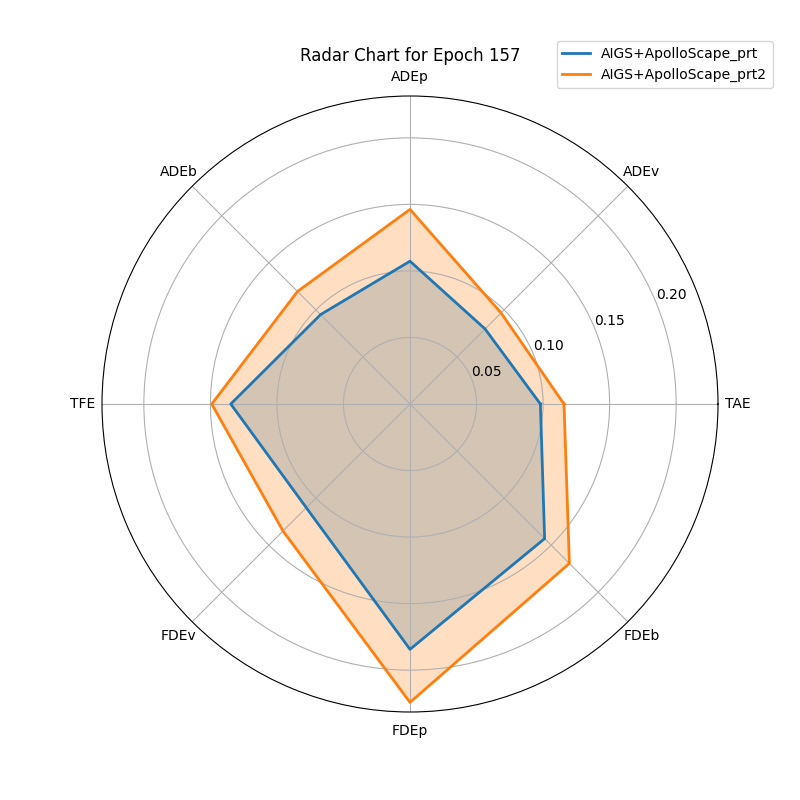 Radar Chart for Epoch 157
AIGS+ApolloScape_prt
AIGS+ApolloScape_prt2
ADEp
ADEb
ADEv
0.20
0.15
0.10
0.05
TFE
TAE
FDEv
FDEb
FDEp